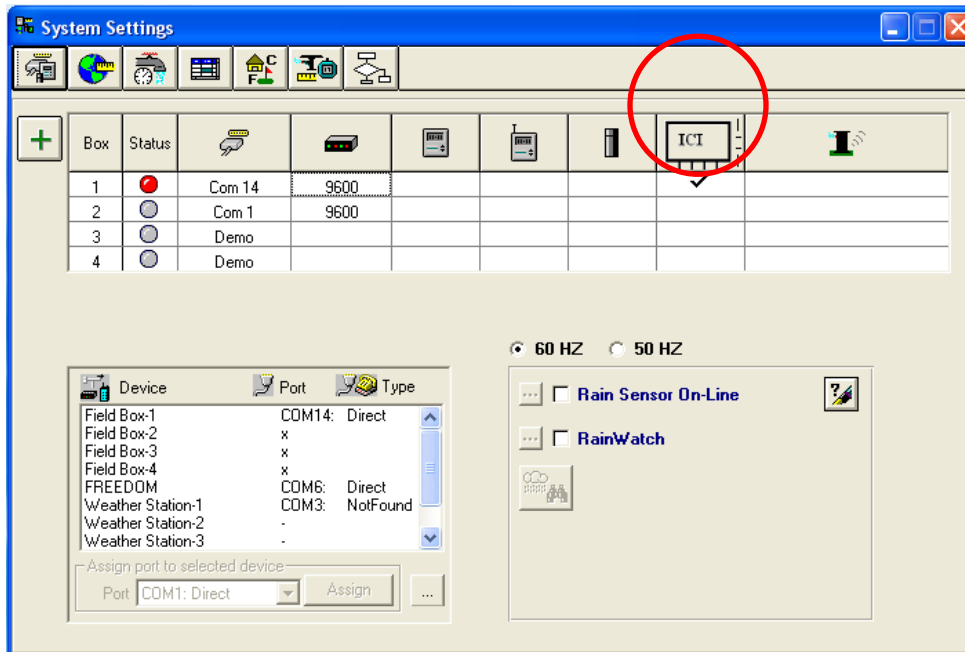 System Settings
C
F
Box Status ICI
1 Com 14 9600
2 Com 1 9600
3 Demo
4 Demo
60 HZ 50 HZ
Device Port Type
Field Box-1 COM14: Direct
Field Box-2 x
Field Box-3 x
Field Box-4 x
FREEDOM COM6: Direct
Weather Station-1 COM3: NotFound
Weather Station-2 -
Weather Station-3 -
Assign port to selected device
Port COM1: Direct Assign ...
... Rain Sensor On-Line ?
... RainWatch